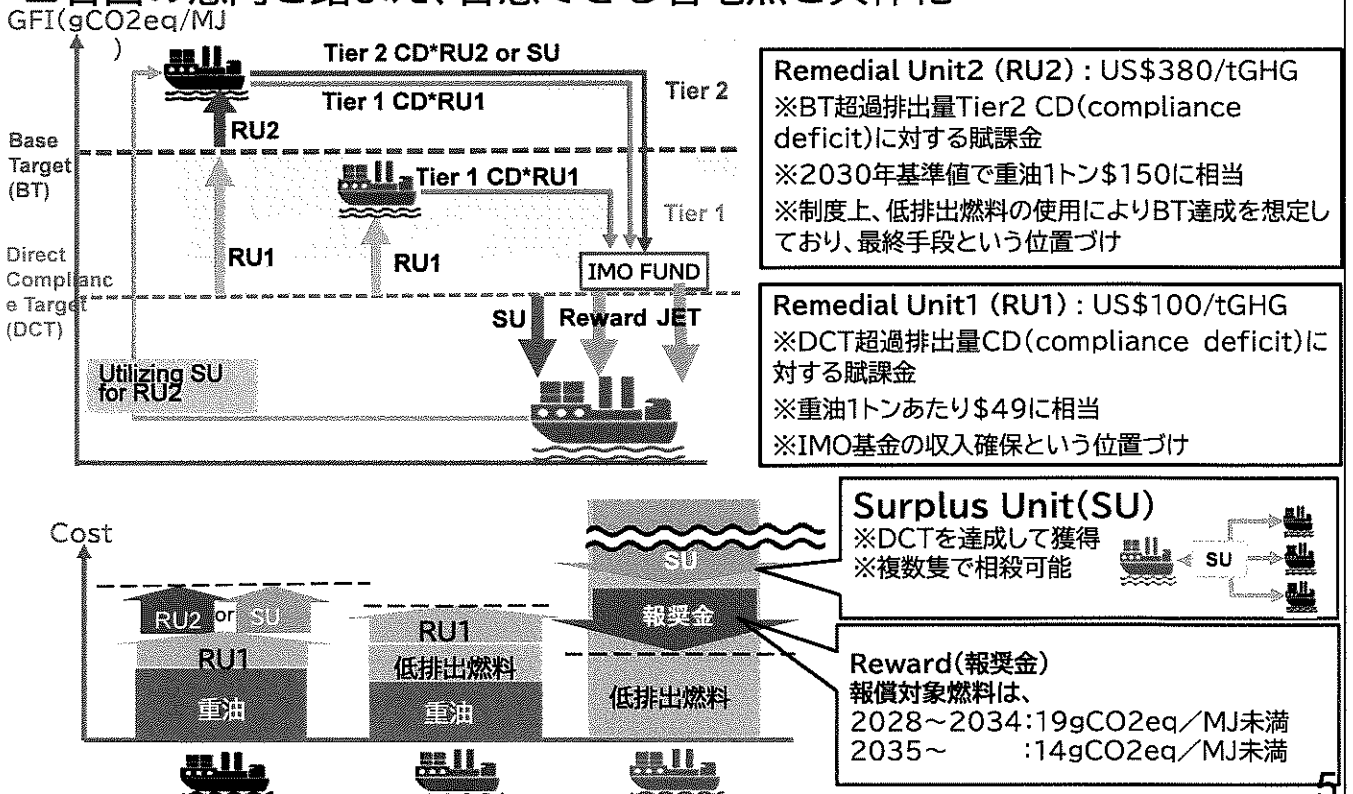 GFI(gCO2eq/MJ
)
Tier 2 CD*RU2 or SU
Tier 1 CD*RU1
Tier 2
RU2
Base
Target
(BT)
Tier 1 CD*RU1
Tier 1
RU1
RU1
IMO FUND
Direct
Complianc
e Target
(DCT)
SU
Reward
JET
Utilizing SU
for RU2
Remedial Unit2 (RU2) : US$380/tGHG
※BT超過排出量Tier2 CD(compliance
deficit)に対する賦課金
※2030年基準値で重油1トン$150に相当
※制度上、低排出燃料の使用によりBT達成を想定し
ており、最終手段という位置づけ
Remedial Unit1 (RU1) : US$100/tGHG
※DCT超過排出量CD(compliance deficit)に
対する賦課金
※重油1トンあたり$49に相当
※IMO基金の収入確保という位置づけ
Cost
RU2 or SU
RU1
重油
RU1
低排出燃料
重油
SU
報奨金
低排出燃料
Surplus Unit(SU)
※DCTを達成して獲得
※複数隻で相殺可能
SU
Reward(報奨金)
報償対象燃料は、
2028～2034:19gCO2eq／MJ未満
2035～ :14gCO2eq／MJ未満
5